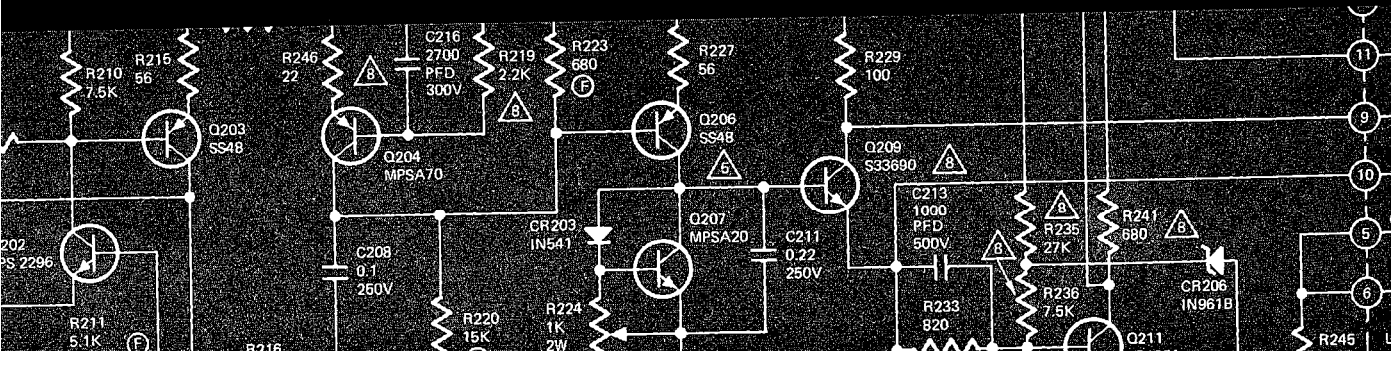 R210
7.5K
R215
56
Q203
SS48
R246
22
8
C216
2700
PFD
300V
R219
2.2K
8
Q204
MPSA70
R223
680
F
R227
56
Q206
SS48
5
R229
100
Q209
S33690
8
C213
1000
PFD
500V
11
9
10
5
6
202
PS 2296
R211
5.1K
F
C208
0.1
260V
R220
15K
CR203
IN541
Q207
MPSA20
C211
0.22
250V
R224
1K
2W
R233
820
8
8
R235
27K
R236
7.5K
R241
680
8
CR206
IN961B
Q211
R245